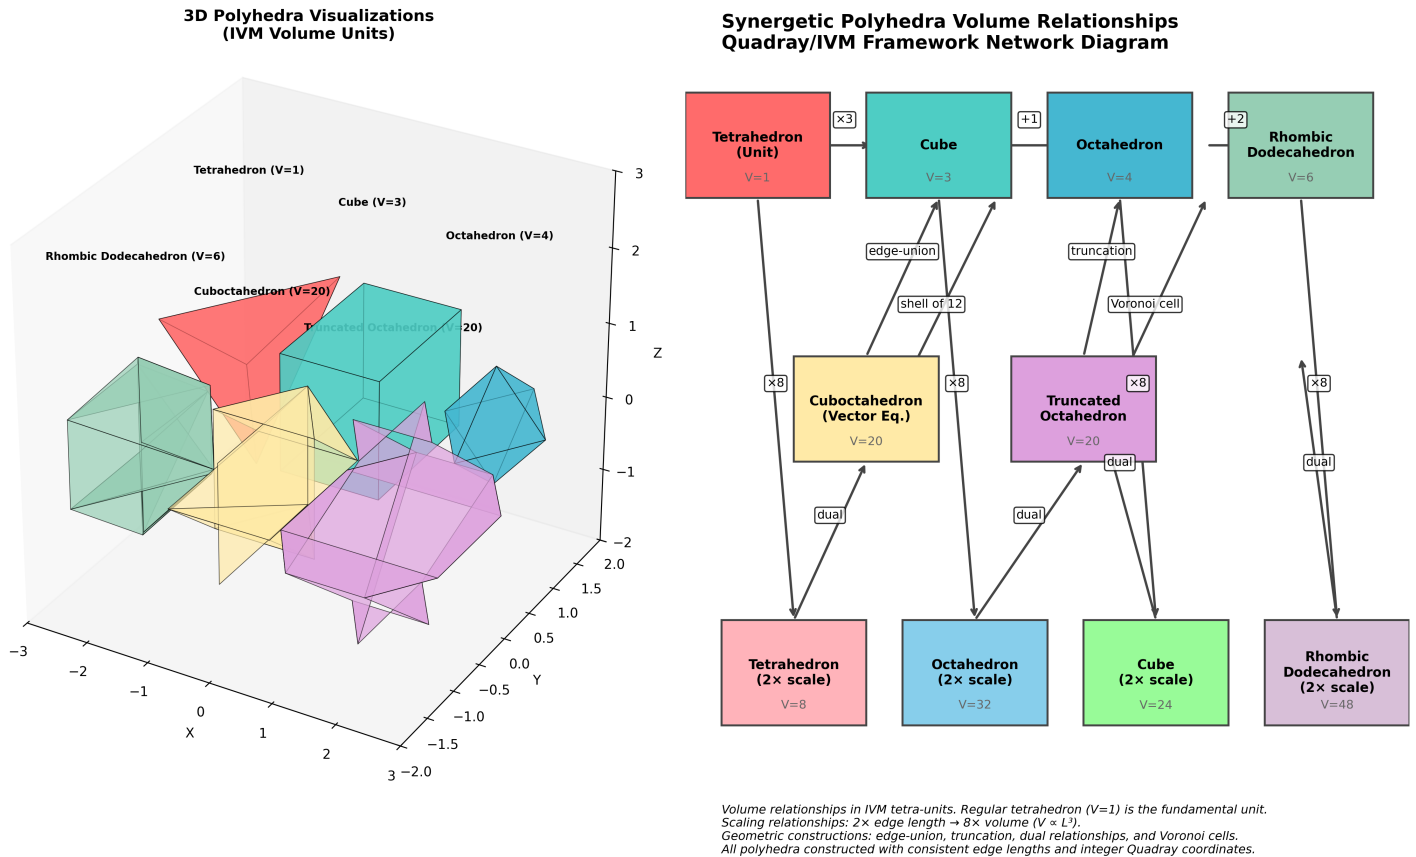 3D Polyhedra Visualizations
(IVM Volume Units)
Tetrahedron (V=1)
Cube (V=3)
Octahedron (V=4)
Rhombic Dodecahedron (V=6)
Cuboctahedron (V=20)
Truncated Octahedron (V=20)
3
2
1
0
−1
−2
Z
2.0
1.5
1.0
0.5
0.0
−0.5
−1.0
−1.5
−2.0
Y
−3
−2
−1
0
1
2
3
X
Synergetic Polyhedra Volume Relationships
Quadray/IVM Framework Network Diagram
Tetrahedron
(Unit)
V=1
×3
Cube
V=3
+1
Octahedron
V=4
+2
Rhombic
Dodecahedron
V=6
edge-union
truncation
shell of 12
Voronoi cell
×8
Cuboctahedron
(Vector Eq.)
V=20
×8
Truncated
Octahedron
V=20
×8
×8
dual
dual
dual
dual
Tetrahedron
(2× scale)
V=8
Octahedron
(2× scale)
V=32
Cube
(2× scale)
V=24
Rhombic
Dodecahedron
(2× scale)
V=48
Volume relationships in IVM tetra-units. Regular tetrahedron (V=1) is the fundamental unit.
Scaling relationships: 2× edge length → 8× volume (V ∝ L³).
Geometric constructions: edge-union, truncation, dual relationships, and Voronoi cells.
All polyhedra constructed with consistent edge lengths and integer Quadray coordinates.